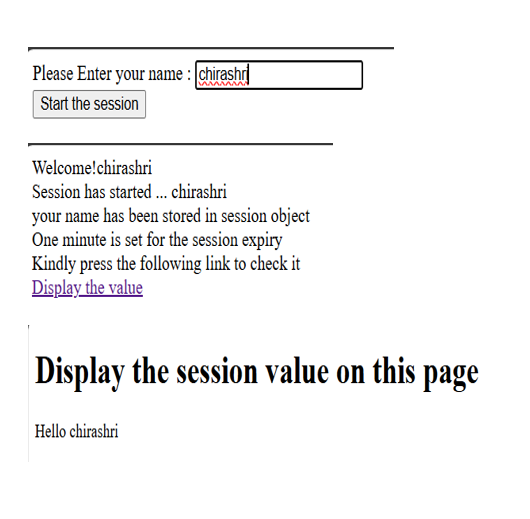 Please Enter your name : chirashri
Start the session
Welcome!chirashri
Session has started ... chirashri
your name has been stored in session object
One minute is set for the session expiry
Kindly press the following link to check it
Display the value
Display the session value on this page
Hello chirashri